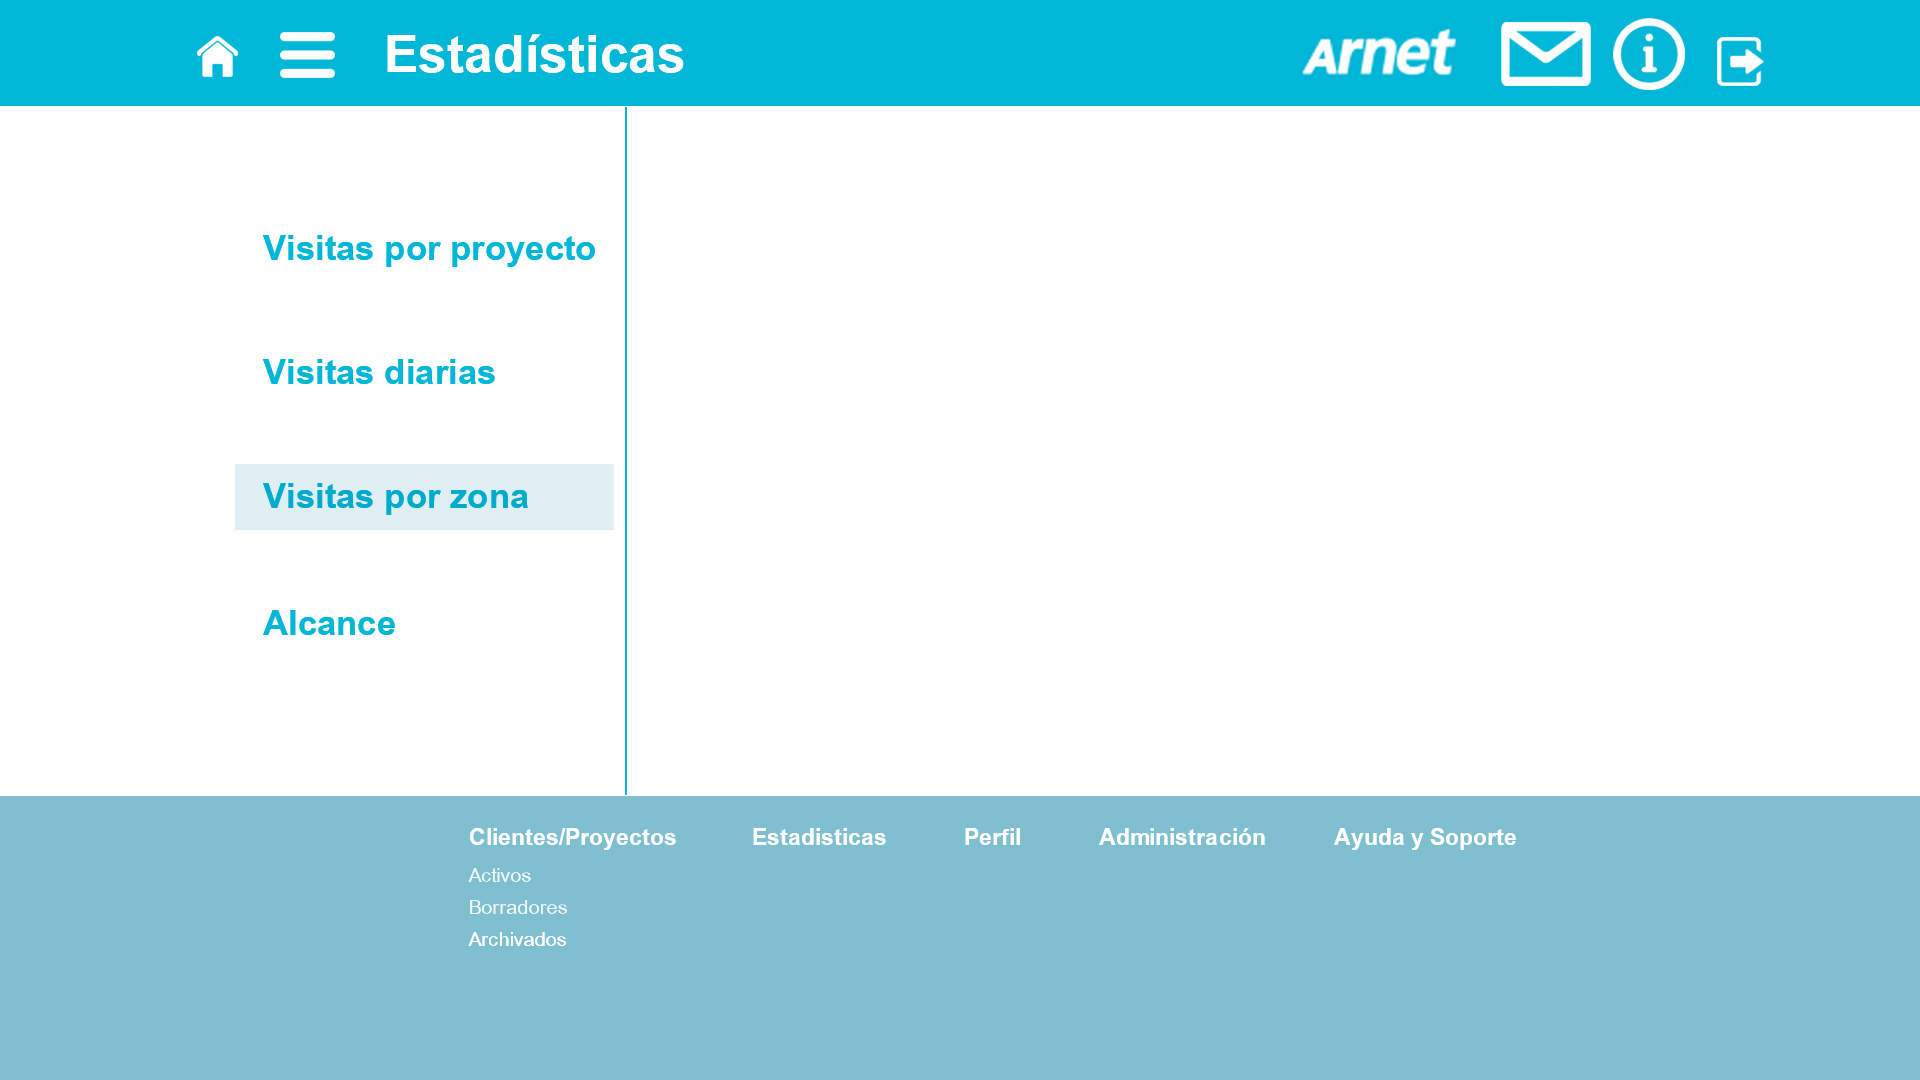 Estadísticas
Arnet
Visitas por proyecto
Visitas diarias
Visitas por zona
Alcance
Clientes/Proyectos Estadisticas Perfil Administración Ayuda y Soporte
Activos
Borradores
Archivados